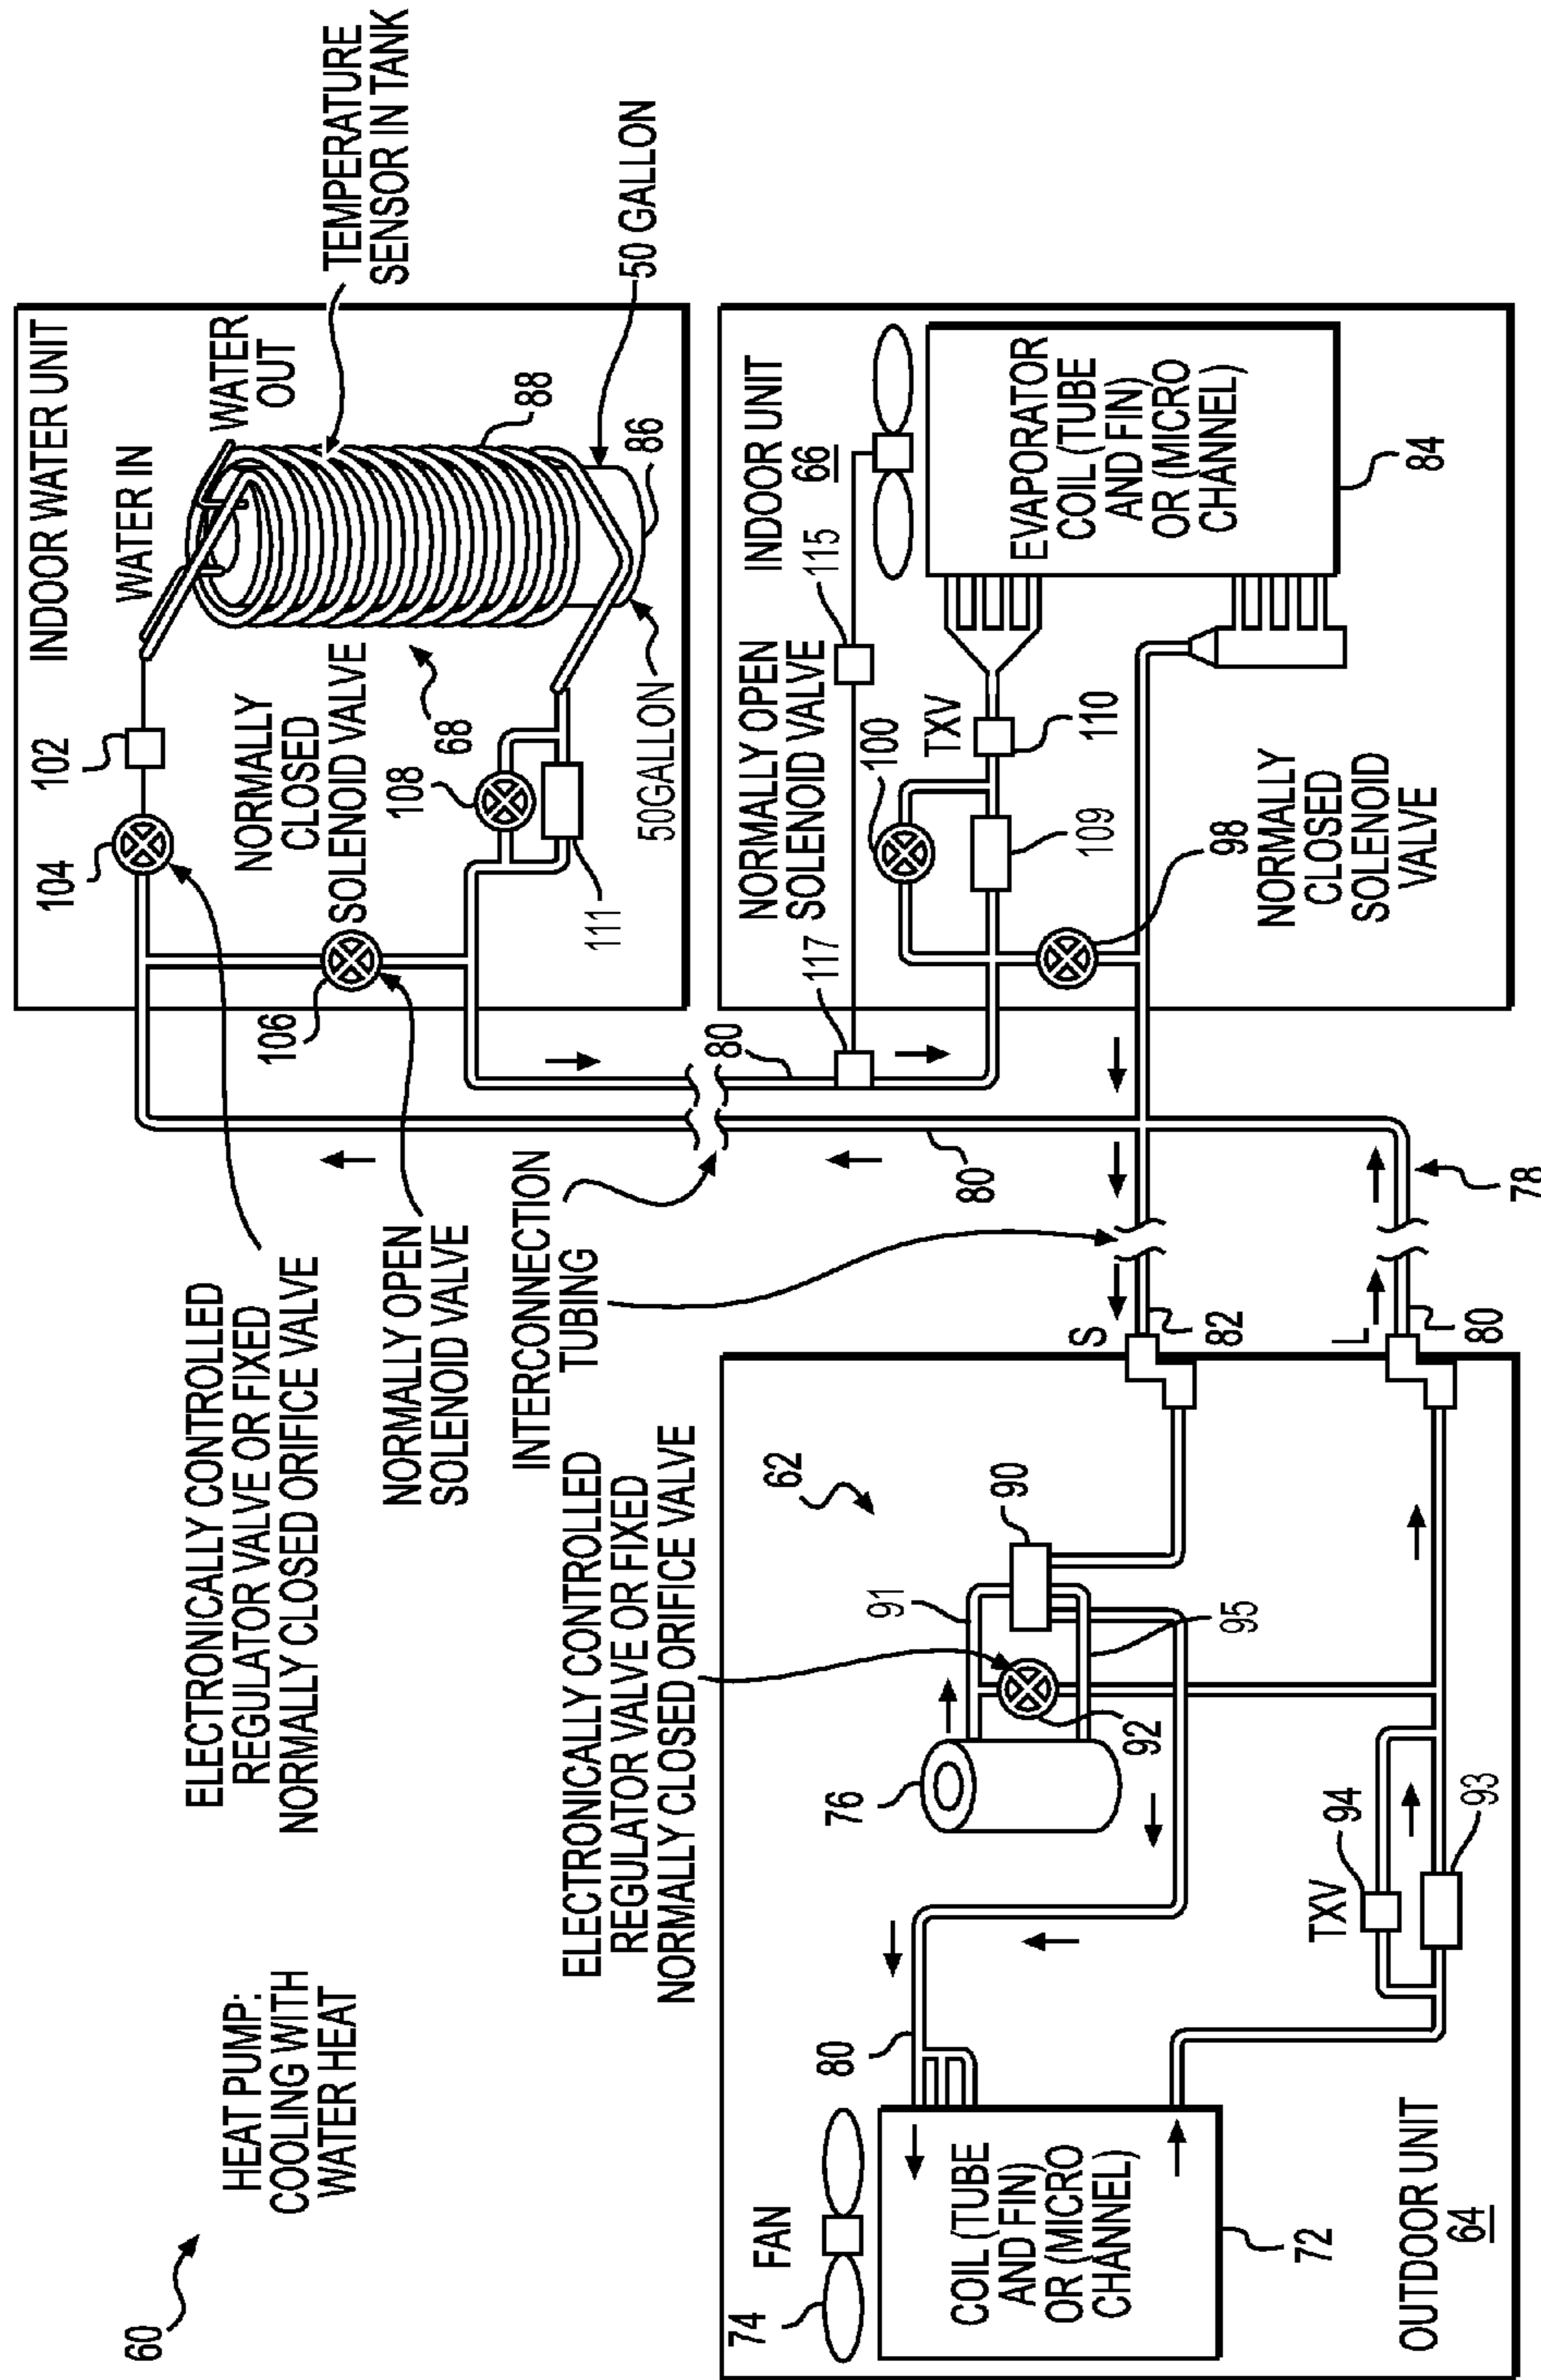 60
HEAT PUMP:
COOLING WITH
WATER HEAT
ELECTRONICALLY CONTROLLED
REGULATOR VALVE OR FIXED
NORMALLY CLOSED ORIFICE VALVE
NORMALLY OPEN
SOLENOID VALVE
INTERCONNECTION
TUBING
ELECTRONICALLY CONTROLLED
REGULATOR VALVE OR FIXED
NORMALLY CLOSED ORIFICE VALVE
INDOOR WATER UNIT
104
102
WATER IN
WATER
OUT
TEMPERATURE
SENSOR IN TANK
NORMALLY
CLOSED
SOLENOID VALVE
106
68
88
108
111
50GALLON
86
50 GALLON
80
80
117
115
INDOOR UNIT
66
NORMALLY OPEN
SOLENOID VALVE
100
TXV
110
109
EVAPORATOR
COIL (TUBE
AND FIN)
OR (MICRO
CHANNEL)
84
98
NORMALLY
CLOSED
SOLENOID
VALVE
78
S
82
L
80
62
90
91
95
92
76
94
TXV
93
80
74
FAN
COIL (TUBE
AND FIN)
OR (MICRO
CHANNEL)
72
OUTDOOR UNIT
64